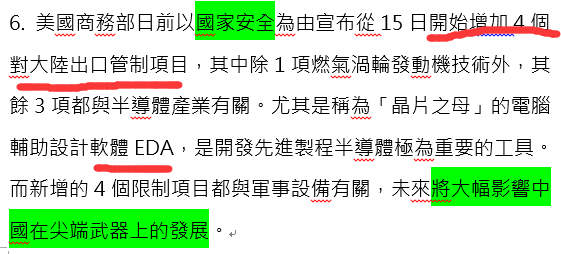 6. 美國商務部日前以國家安全為由宣布從 15 日開始增加 4 個
對大陸出口管制項目，其中除 1 項燃氣渦輪發動機技術外，其
餘 3 項都與半導體產業有關。尤其是稱為「晶片之母」的電腦
輔助設計軟體 EDA，是開發先進製程半導體極為重要的工具。
而新增的 4 個限制項目都與軍事設備有關，未來將大幅影響中
國在尖端武器上的發展。